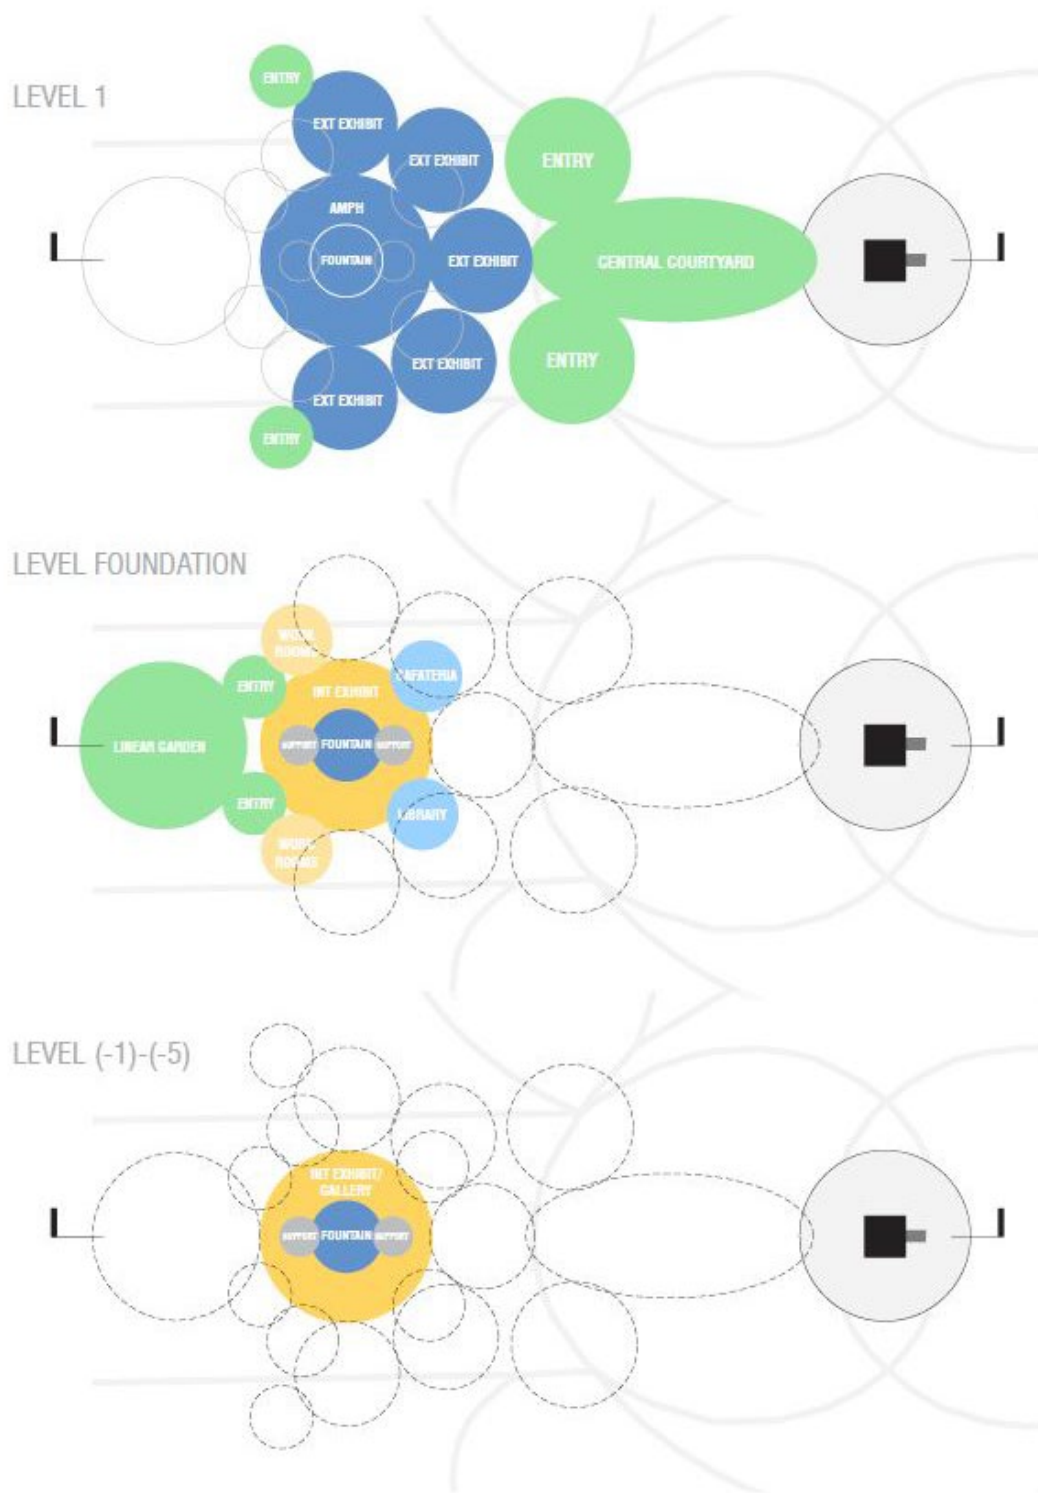 LEVEL 1
ENTRY
EXT EXHIBIT
EXT EXHIBIT
ENTRY
AMPH
FOUNTAIN
EXT EXHIBIT
CENTRAL COURTYARD
EXT EXHIBIT
ENTRY
EXT EXHIBIT
ENTRY
LEVEL FOUNDATION
WORK
ROOMS
CAFATERIA
ENTRY
INT EXHIBIT
LINEAR GARDEN
SUPPORT
FOUNTAIN
SUPPORT
ENTRY
LIBRARY
WORK
ROOMS
LEVEL (-1)-(-5)
INT EXHIBIT/
GALLERY
SUPPORT
FOUNTAIN
SUPPORT